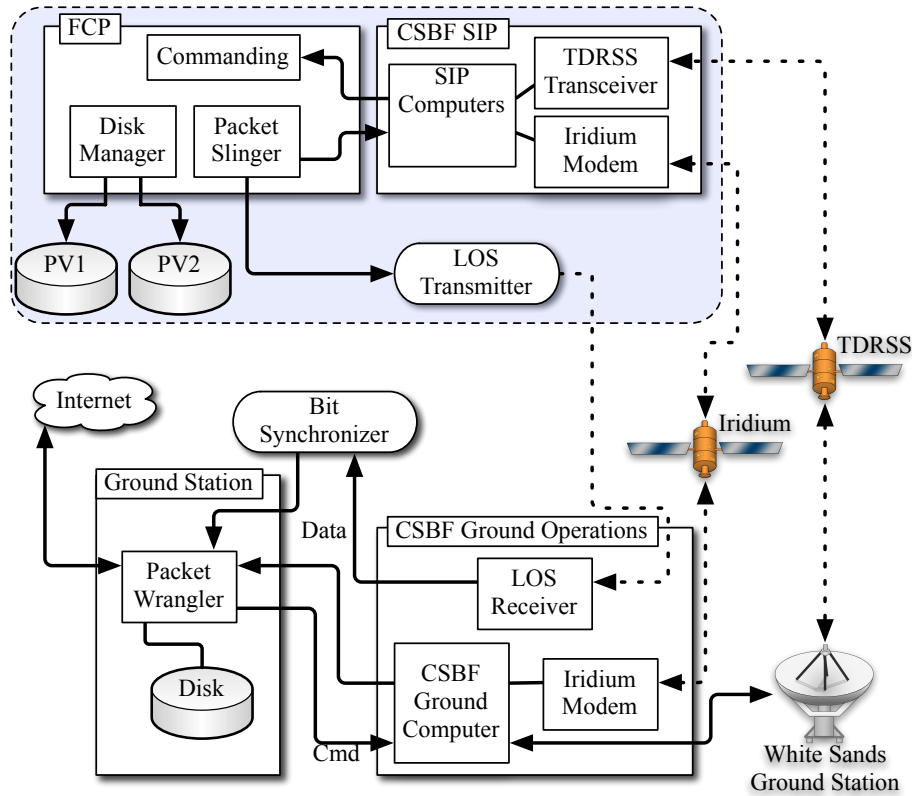 FCP
CSBF SIP
Commanding
SIP
Computers
TDRSS
Transceiver
Disk
Manager
Packet
Slinger
Iridium
Modem
PV1
PV2
LOS
Transmitter
TDRSS
Internet
Bit
Synchronizer
Iridium
Ground Station
Data
CSBF Ground Operations
Packet
Wrangler
LOS
Receiver
Disk
CSBF
Ground
Computer
Iridium
Modem
Cmd
White Sands
Ground Station